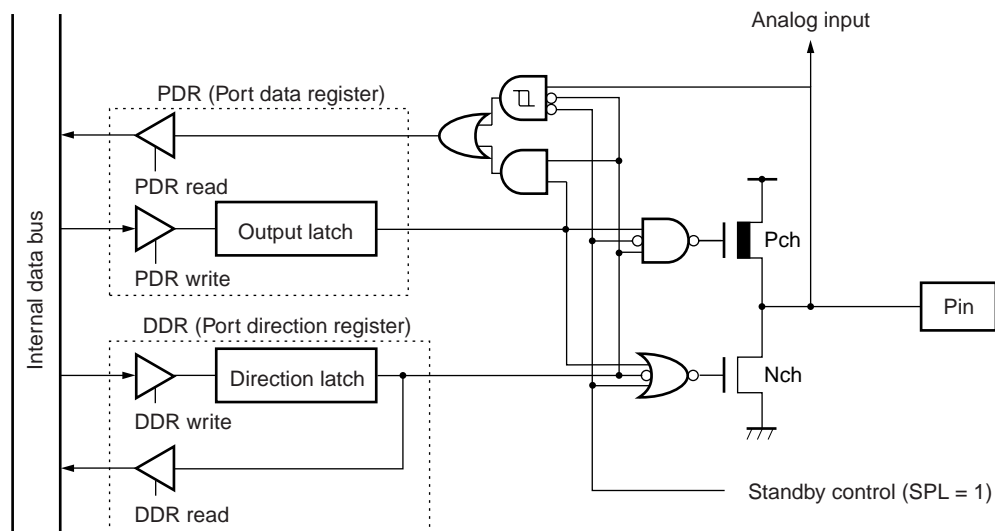 Analog input
PDR (Port data register)
PDR read
Output latch
PDR write
Pch
Pin
Internal data bus
DDR (Port direction register)
Direction latch
DDR write
Nch
DDR read
Standby control (SPL = 1)